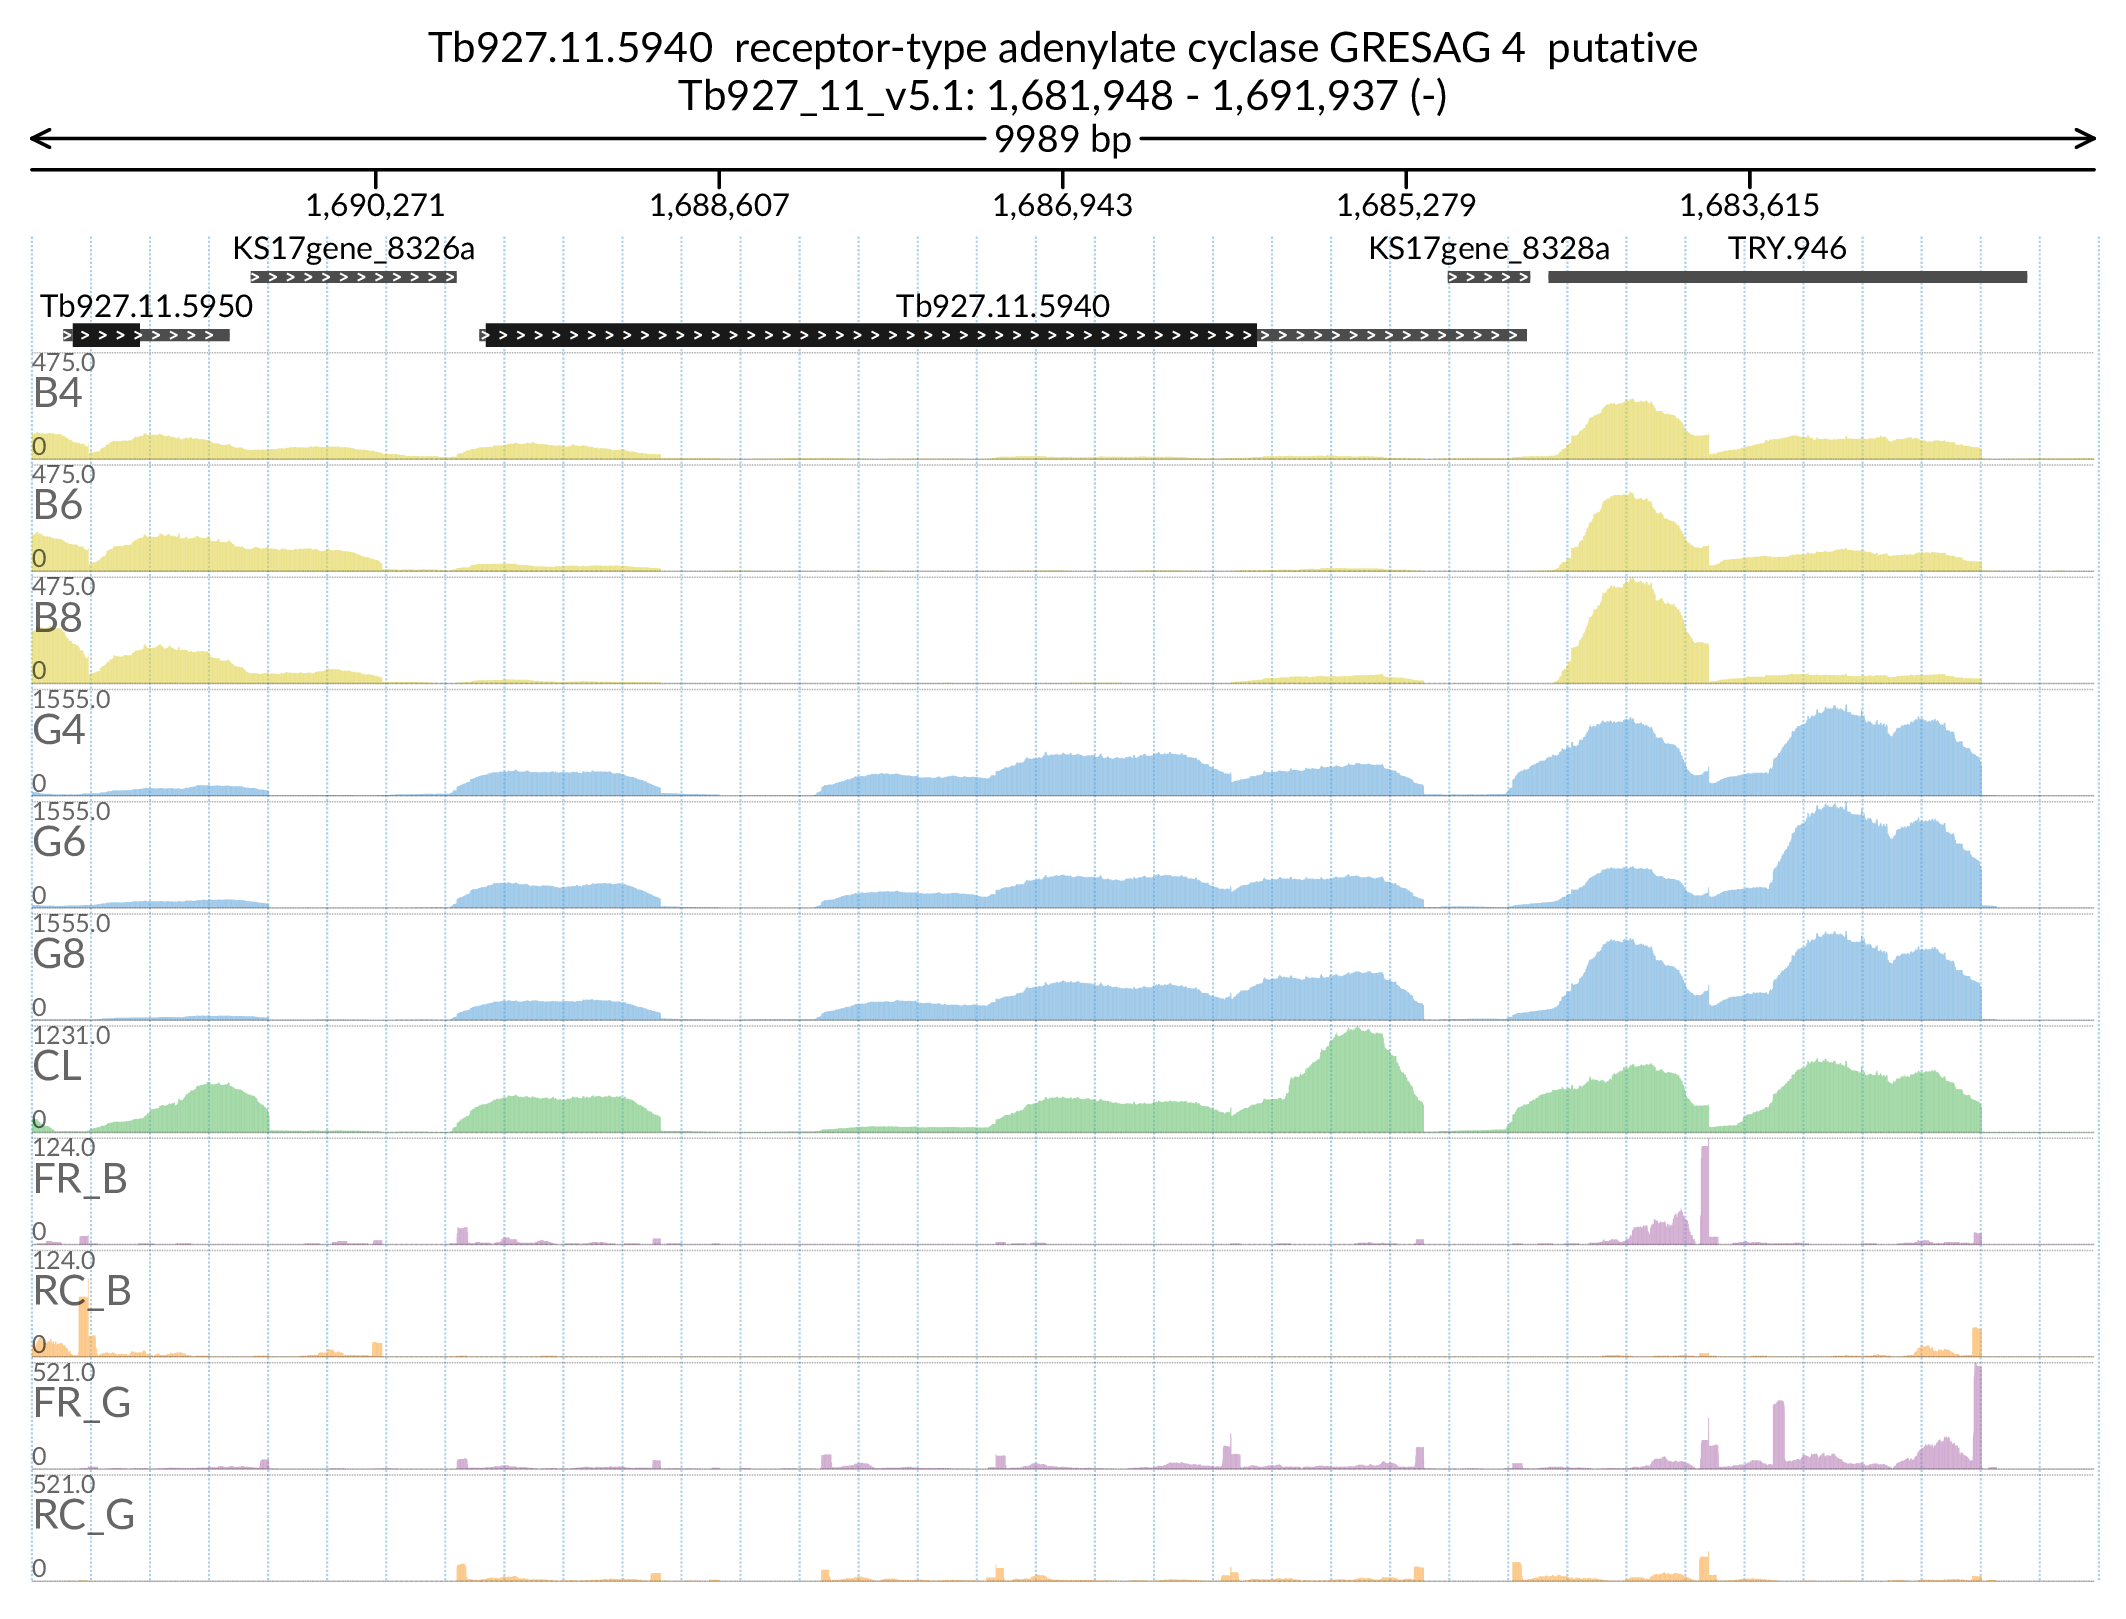 Tb927.11.5940  receptor-type adenylate cyclase GRESAG 4  putative
Tb927_11_v5.1: 1,681,948 - 1,691,937 (-)
9989 bp
1,690,271 1,688,607 1,686,943 1,685,279 1,683,615
KS17gene_8326a KS17gene_8328a TRY.946
Tb927.11.5950 Tb927.11.5940
475.0
B4
0
475.0
B6
0
475.0
B8
0
1555.0
G4
0
1555.0
G6
0
1555.0
G8
0
1231.0
CL
0
124.0
FR_B
0
124.0
RC_B
0
521.0
FR_G
0
521.0
RC_G
0